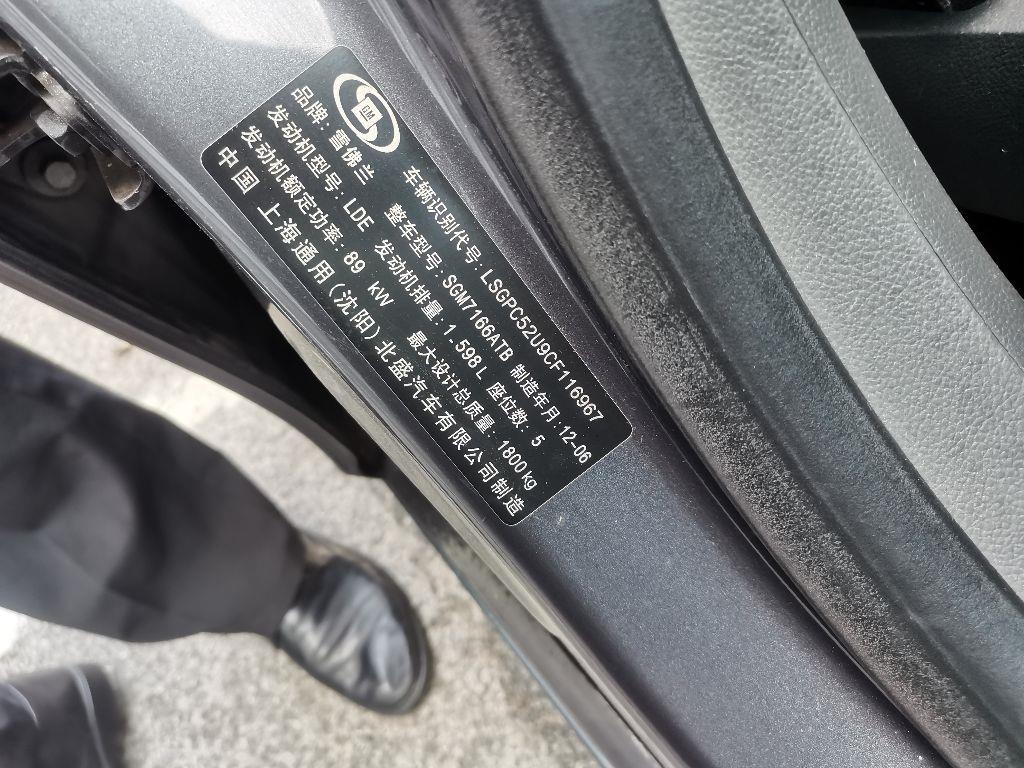 GM
车辆识别代号: LSGPC52U9CF116967
品牌: 雪佛兰 整车型号: SGM7166ATB 制造年月: 12-06
发动机型号: LDE 发动机排量: 1.598L 座位数: 5
发动机额定功率: 89 kW 最大设计总质量 1800kg
中国 上海通用(沈阳)北盛汽车有限公司制造